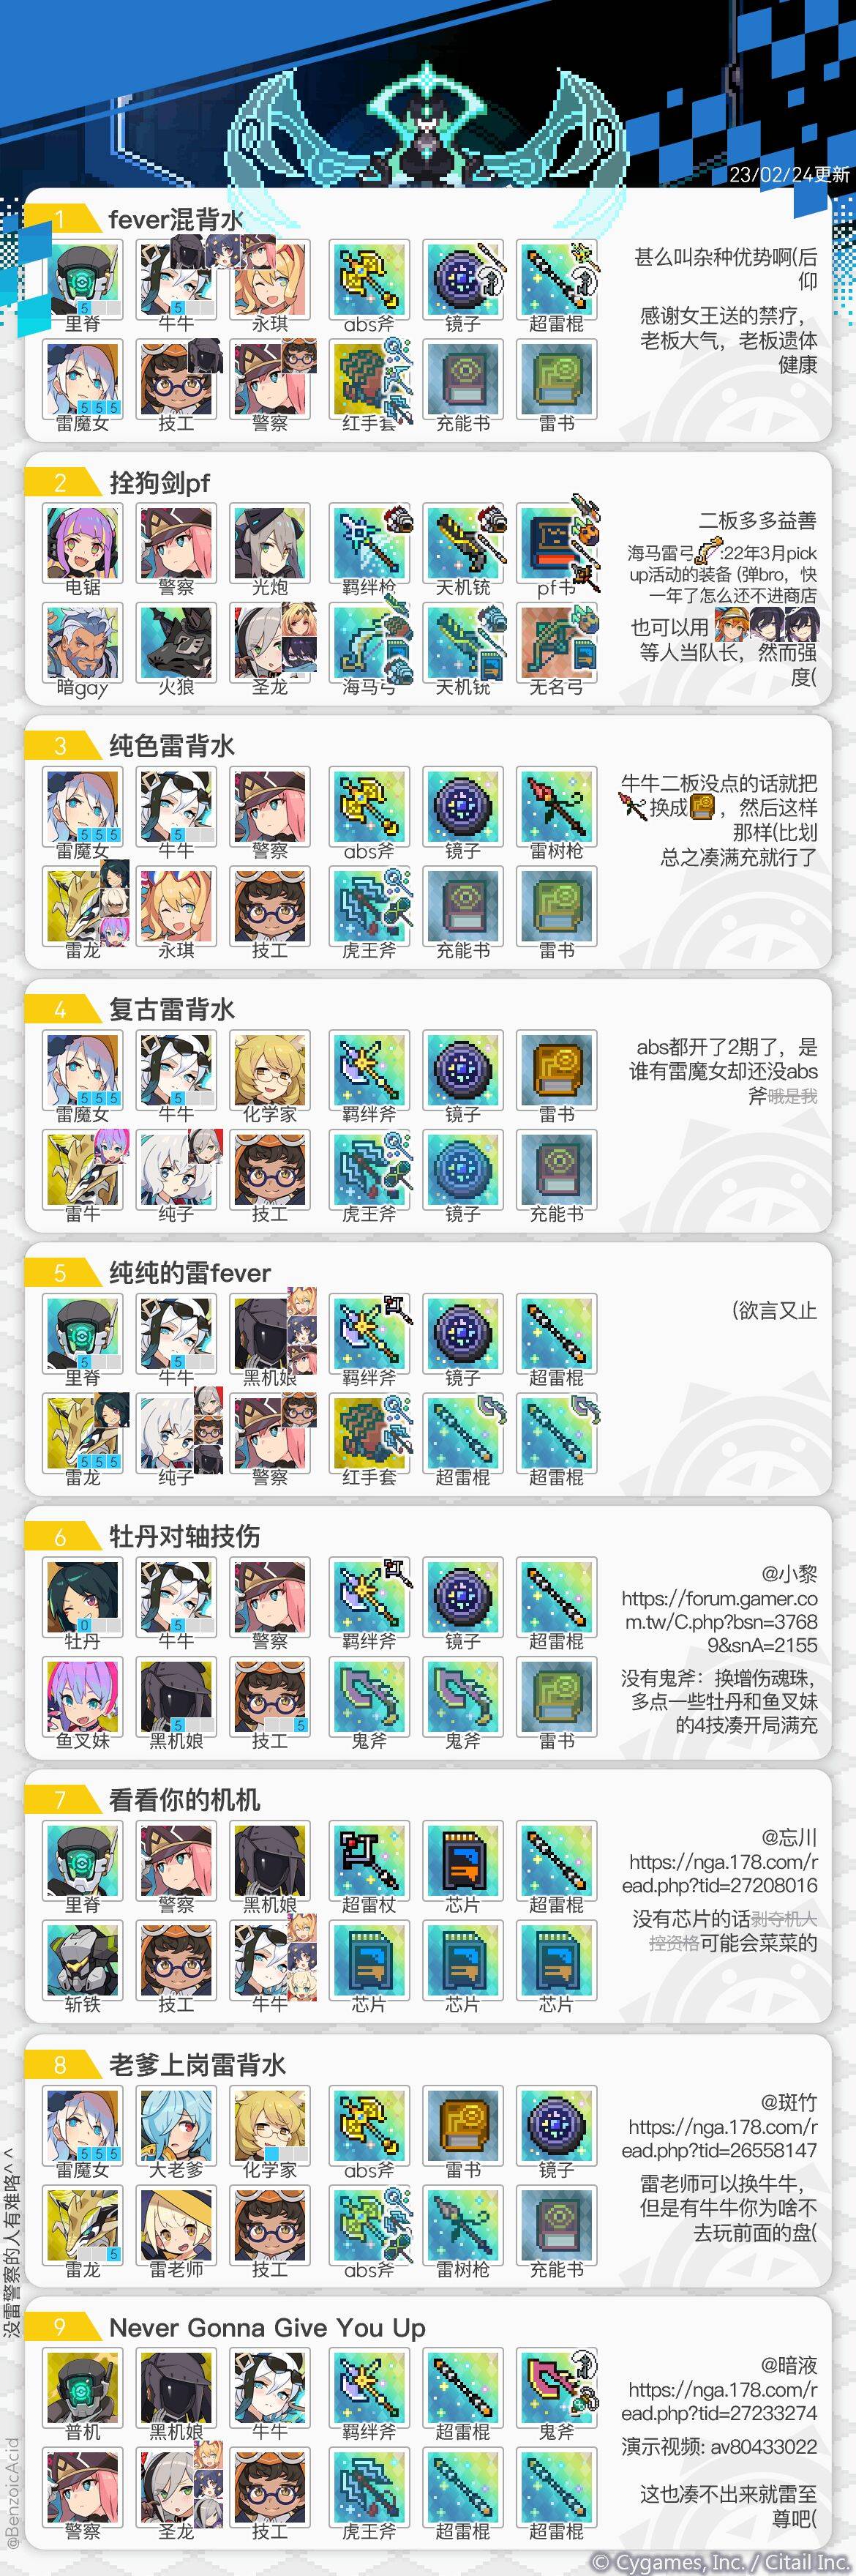 23/02/24更新
1 fever混背水
里脊 牛牛 永琪 abs斧 镜子 超雷棍
雷魔女 技工 警察 红手套 充能书 雷书
5
5
5 5 5
甚么叫杂种优势啊(后
仰
感谢女王送的禁疗，
老板大气，老板遗体
健康
2 拴狗剑pf
电锯 警察 光炮 羁绊枪 天机铳 pf书
暗gay 火狼 圣龙 海马弓 天机铳 无名弓
二板多多益善
海马雷弓 :22年3月pick
up活动的装备 (弹bro，快
一年了怎么还不进商店
也可以用
等人当队长，然而强
度(
3 纯色雷背水
5 5 5
5
雷魔女 牛牛 警察 abs斧 镜子 雷树枪
雷龙 永琪 技工 虎王斧 充能书 雷书
牛牛二板没点的话就把
换成 ，然后这样
那样(比划
总之凑满充就行了
4 复古雷背水
5 5 5
5
雷魔女 牛牛 化学家 羁绊斧 镜子 雷书
雷牛 纯子 技工 虎王斧 镜子 充能书
abs都开了2期了，是
谁有雷魔女却还没abs
斧哦是我
5 纯纯的雷fever
5
5
里脊 牛牛 黑机娘 羁绊斧 镜子 超雷棍
5 5 5
雷龙 纯子 警察 红手套 超雷棍 超雷棍
(欲言又止
6 牡丹对轴技伤
0
5
牡丹 牛牛 警察 羁绊斧 镜子 超雷棍
5
5
鱼叉妹 黑机娘 技工 鬼斧 鬼斧 雷书
@小黎
https://forum.gamer.co
m.tw/C.php?bsn=3768
9&snA=2155
没有鬼斧：换增伤魂珠，
多点一些牡丹和鱼叉妹
的4技凑开局满充
7 看看你的机机
里脊 警察 黑机娘 超雷杖 芯片 超雷棍
斩铁 技工 牛牛 芯片 芯片 芯片
@忘川
https://nga.178.com/r
ead.php?tid=27208016
没有芯片的话剥夺机人
控资格可能会菜菜的
8 老爹上岗雷背水
5 5 5
雷魔女 大老爹 化学家 abs斧 雷书 镜子
5
雷龙 雷老师 技工 abs斧 雷树枪 充能书
@斑竹
https://nga.178.com/r
ead.php?tid=26558147
雷老师可以换牛牛，
但是有牛牛你为啥不
去玩前面的盘(
9 Never Gonna Give You Up
普机 黑机娘 牛牛 羁绊斧 超雷棍 鬼斧
警察 圣龙 技工 虎王斧 超雷棍 超雷棍
@暗液
https://nga.178.com/r
ead.php?tid=27233274
演示视频: av80433022
这也凑不出来就雷至
尊吧(
没雷警察的人有难咯^ ^
@BenzoicAcid
© Cygames, Inc. / Citail Inc.